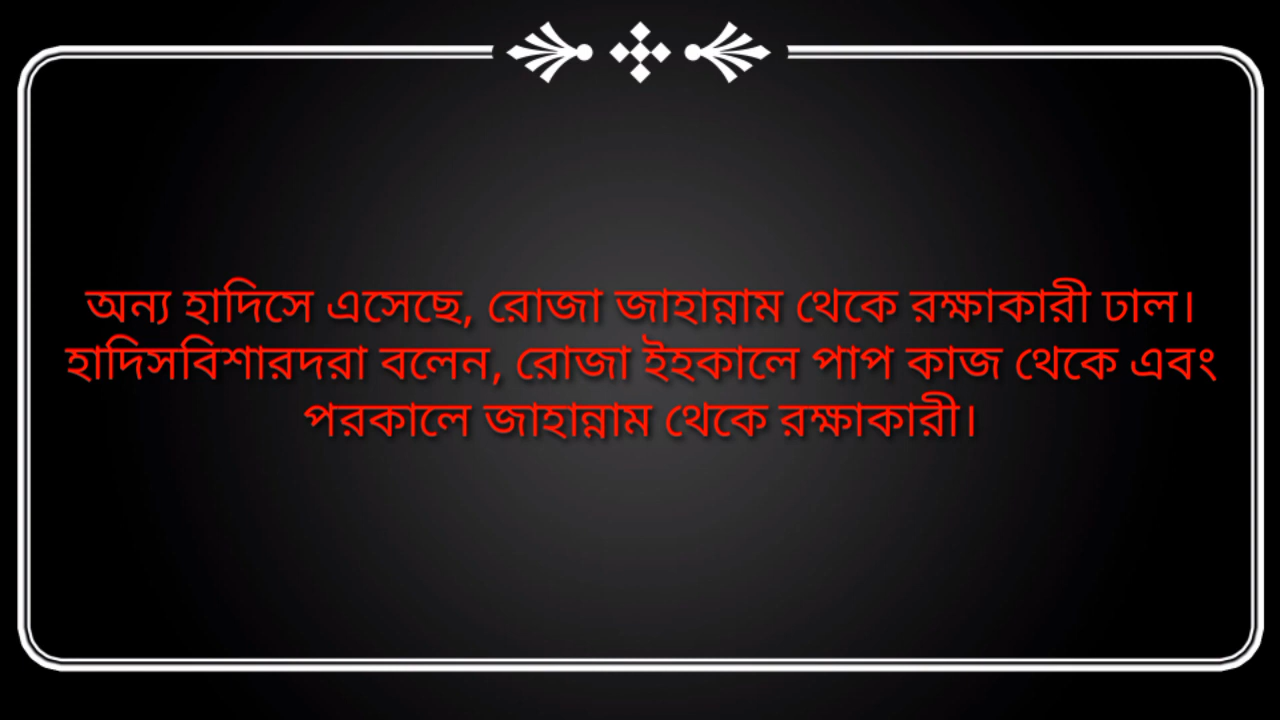 অন্য হাদিসে এসেছে, রোজা জাহান্নাম থেকে রক্ষাকারী ঢাল।
হাদিসবিশারদরা বলেন, রোজা ইহকালে পাপ কাজ থেকে এবং
পরকালে জাহান্নাম থেকে রক্ষাকারী।